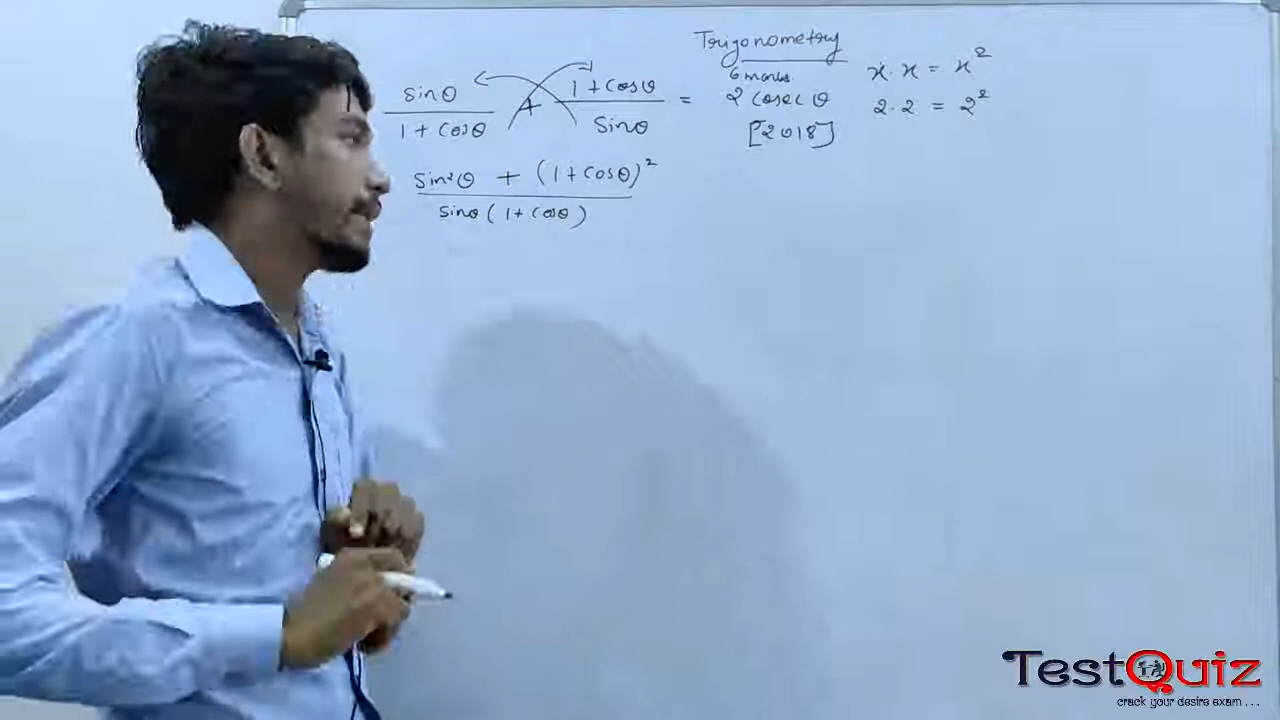 Trigonometry
6 marks
sinθ / 1 + cosθ + 1 + cosθ / sinθ = 2 cosec θ
[2018]
x . x = x²
2 . 2 = 2²
sin²θ + (1 + cosθ)² / sinθ ( 1 + cosθ )
TestQuiz
crack your desire exam ...